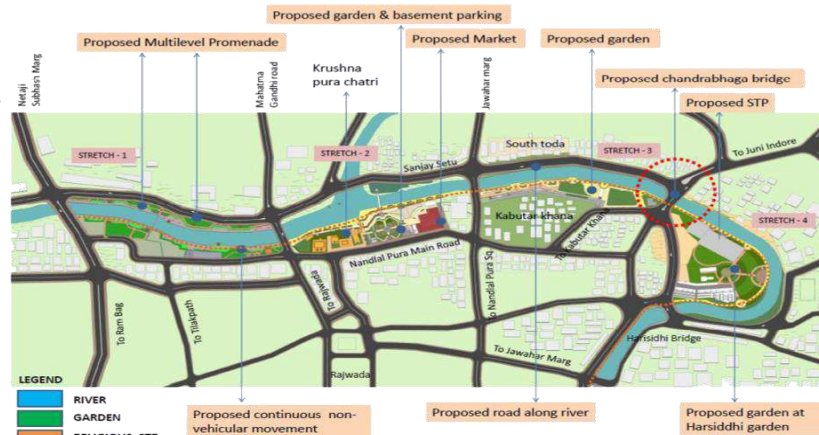 Proposed garden & basement parking
Proposed Multilevel Promenade
Proposed Market
Proposed garden
Netaji
Subhash Marg
Mahatma
Gandhi road
Krushna
pura chatri
Jawahar marg
Proposed chandrabhaga bridge
Proposed STP
STRETCH - 1
STRETCH - 2
Sanjay Setu
South toda
STRETCH - 3
To Juni Indore
Kabutar khana
To Kabutar Khana
STRETCH - 4
Nandlal Pura Main Road
To Ram Bag
To Tilakpath
To Rajwada
To Nandlal Pura Sq.
Rajwada
To Jawahar Marg
Harisidhi Bridge
LEGEND
RIVER
GARDEN
Proposed continuous non-
vehicular movement
Proposed road along river
Proposed garden at
Harsiddhi garden